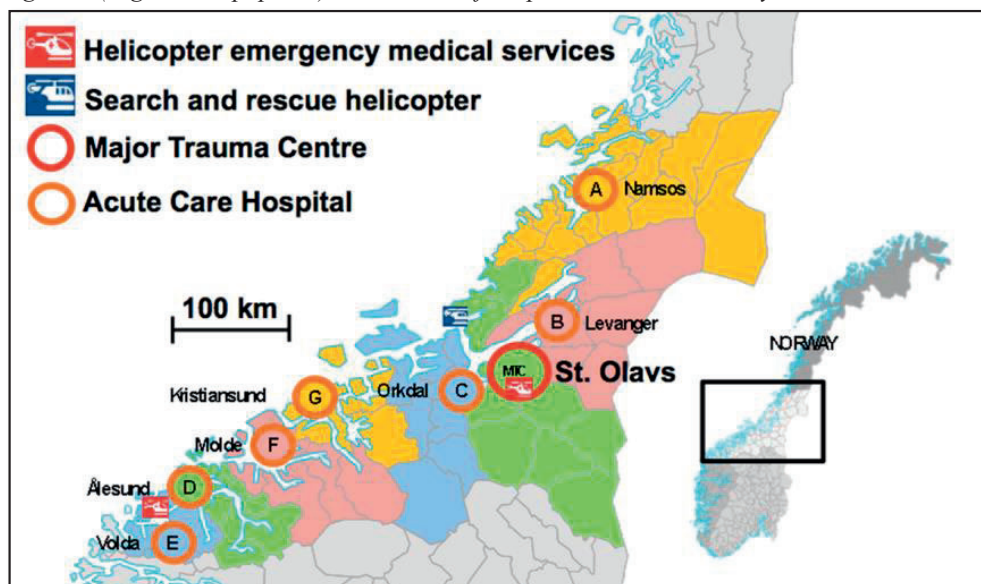 Helicopter emergency medical services
Search and rescue helicopter
Major Trauma Centre
Acute Care Hospital
A Namsos
100 km
B Levanger
NORWAY
MTC St. Olavs
Orkdal C
Kristiansund G
Molde F
Ålesund D
Volda E